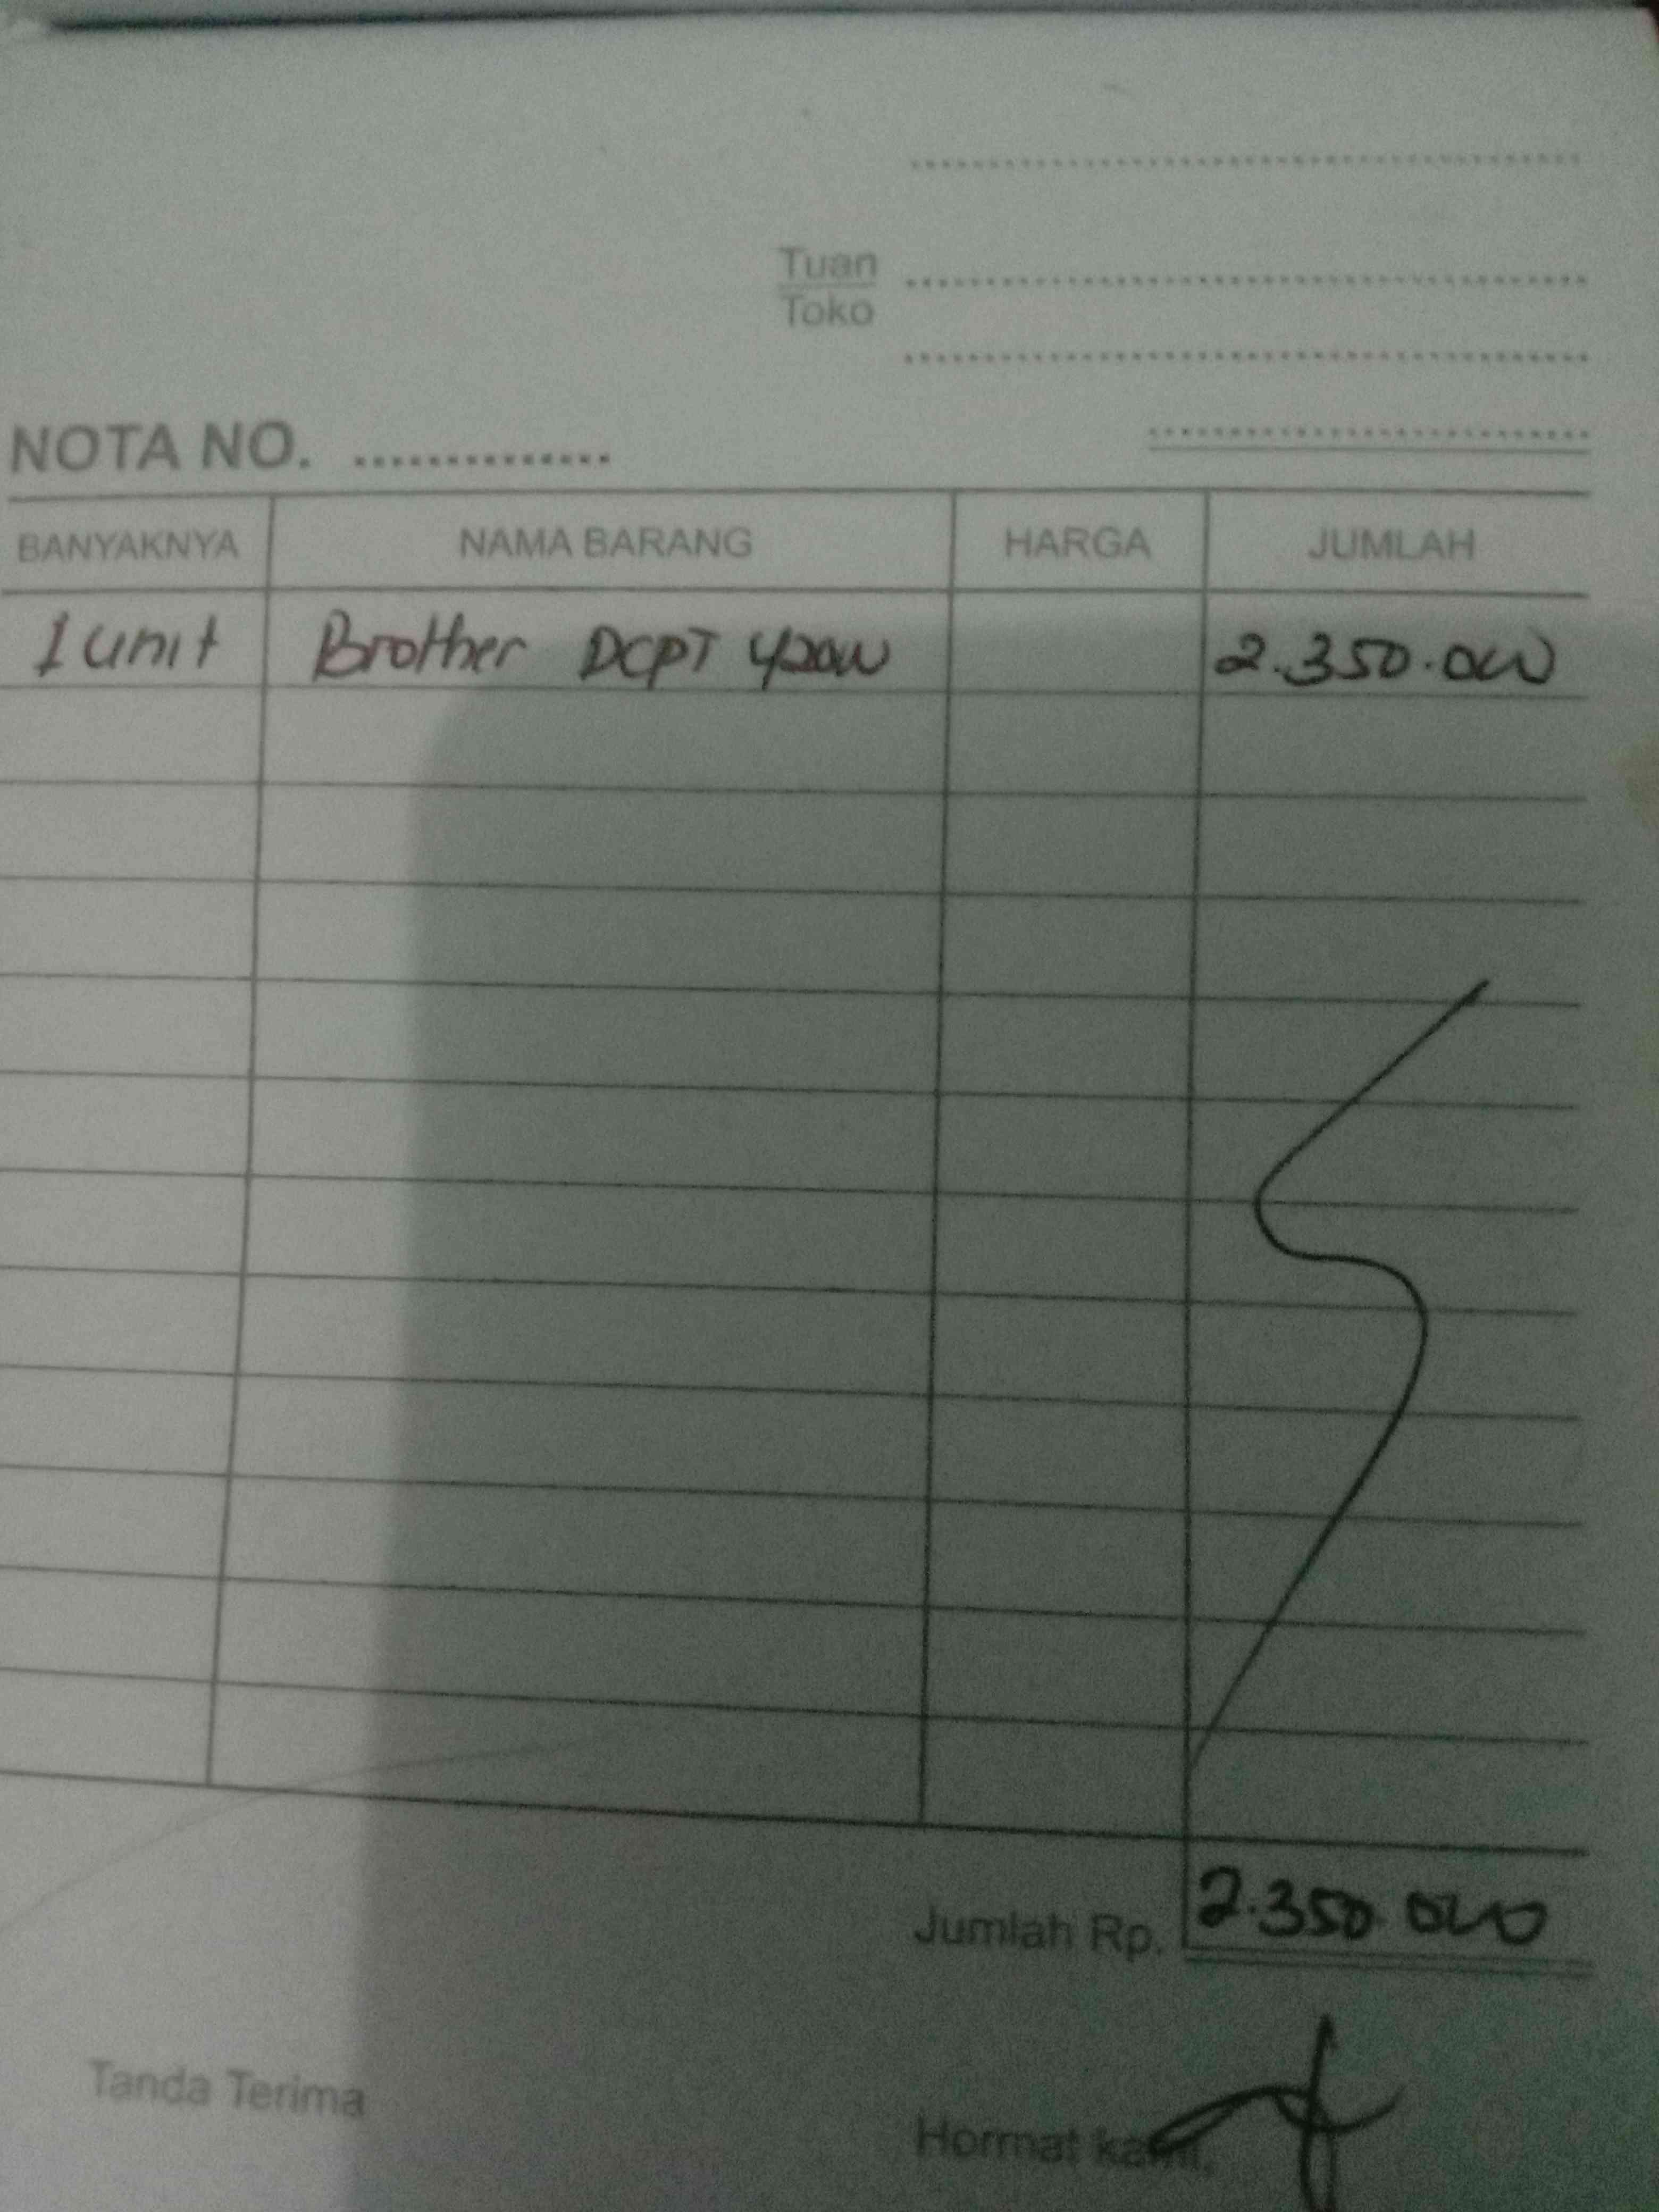 Tuan
Toko
NOTA NO. ..............
BANYAKNYA NAMA BARANG HARGA JUMLAH
1 unit Brother DCPT 420W 2.350.000
Jumlah Rp. 2.350.000
Tanda Terima
Hormat kami,